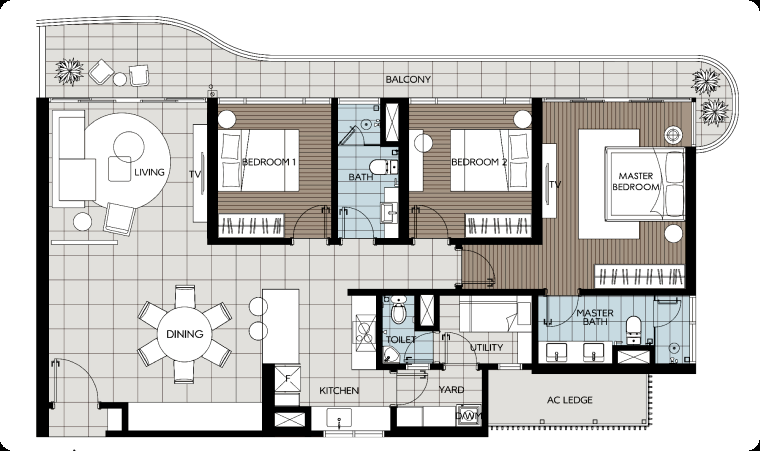 BALCONY
LIVING
TV
BEDROOM 1
BATH
BEDROOM 2
TV
MASTER
BEDROOM
DINING
TOILET
UTILITY
MASTER
BATH
F
KITCHEN
YARD
D/WM
AC LEDGE